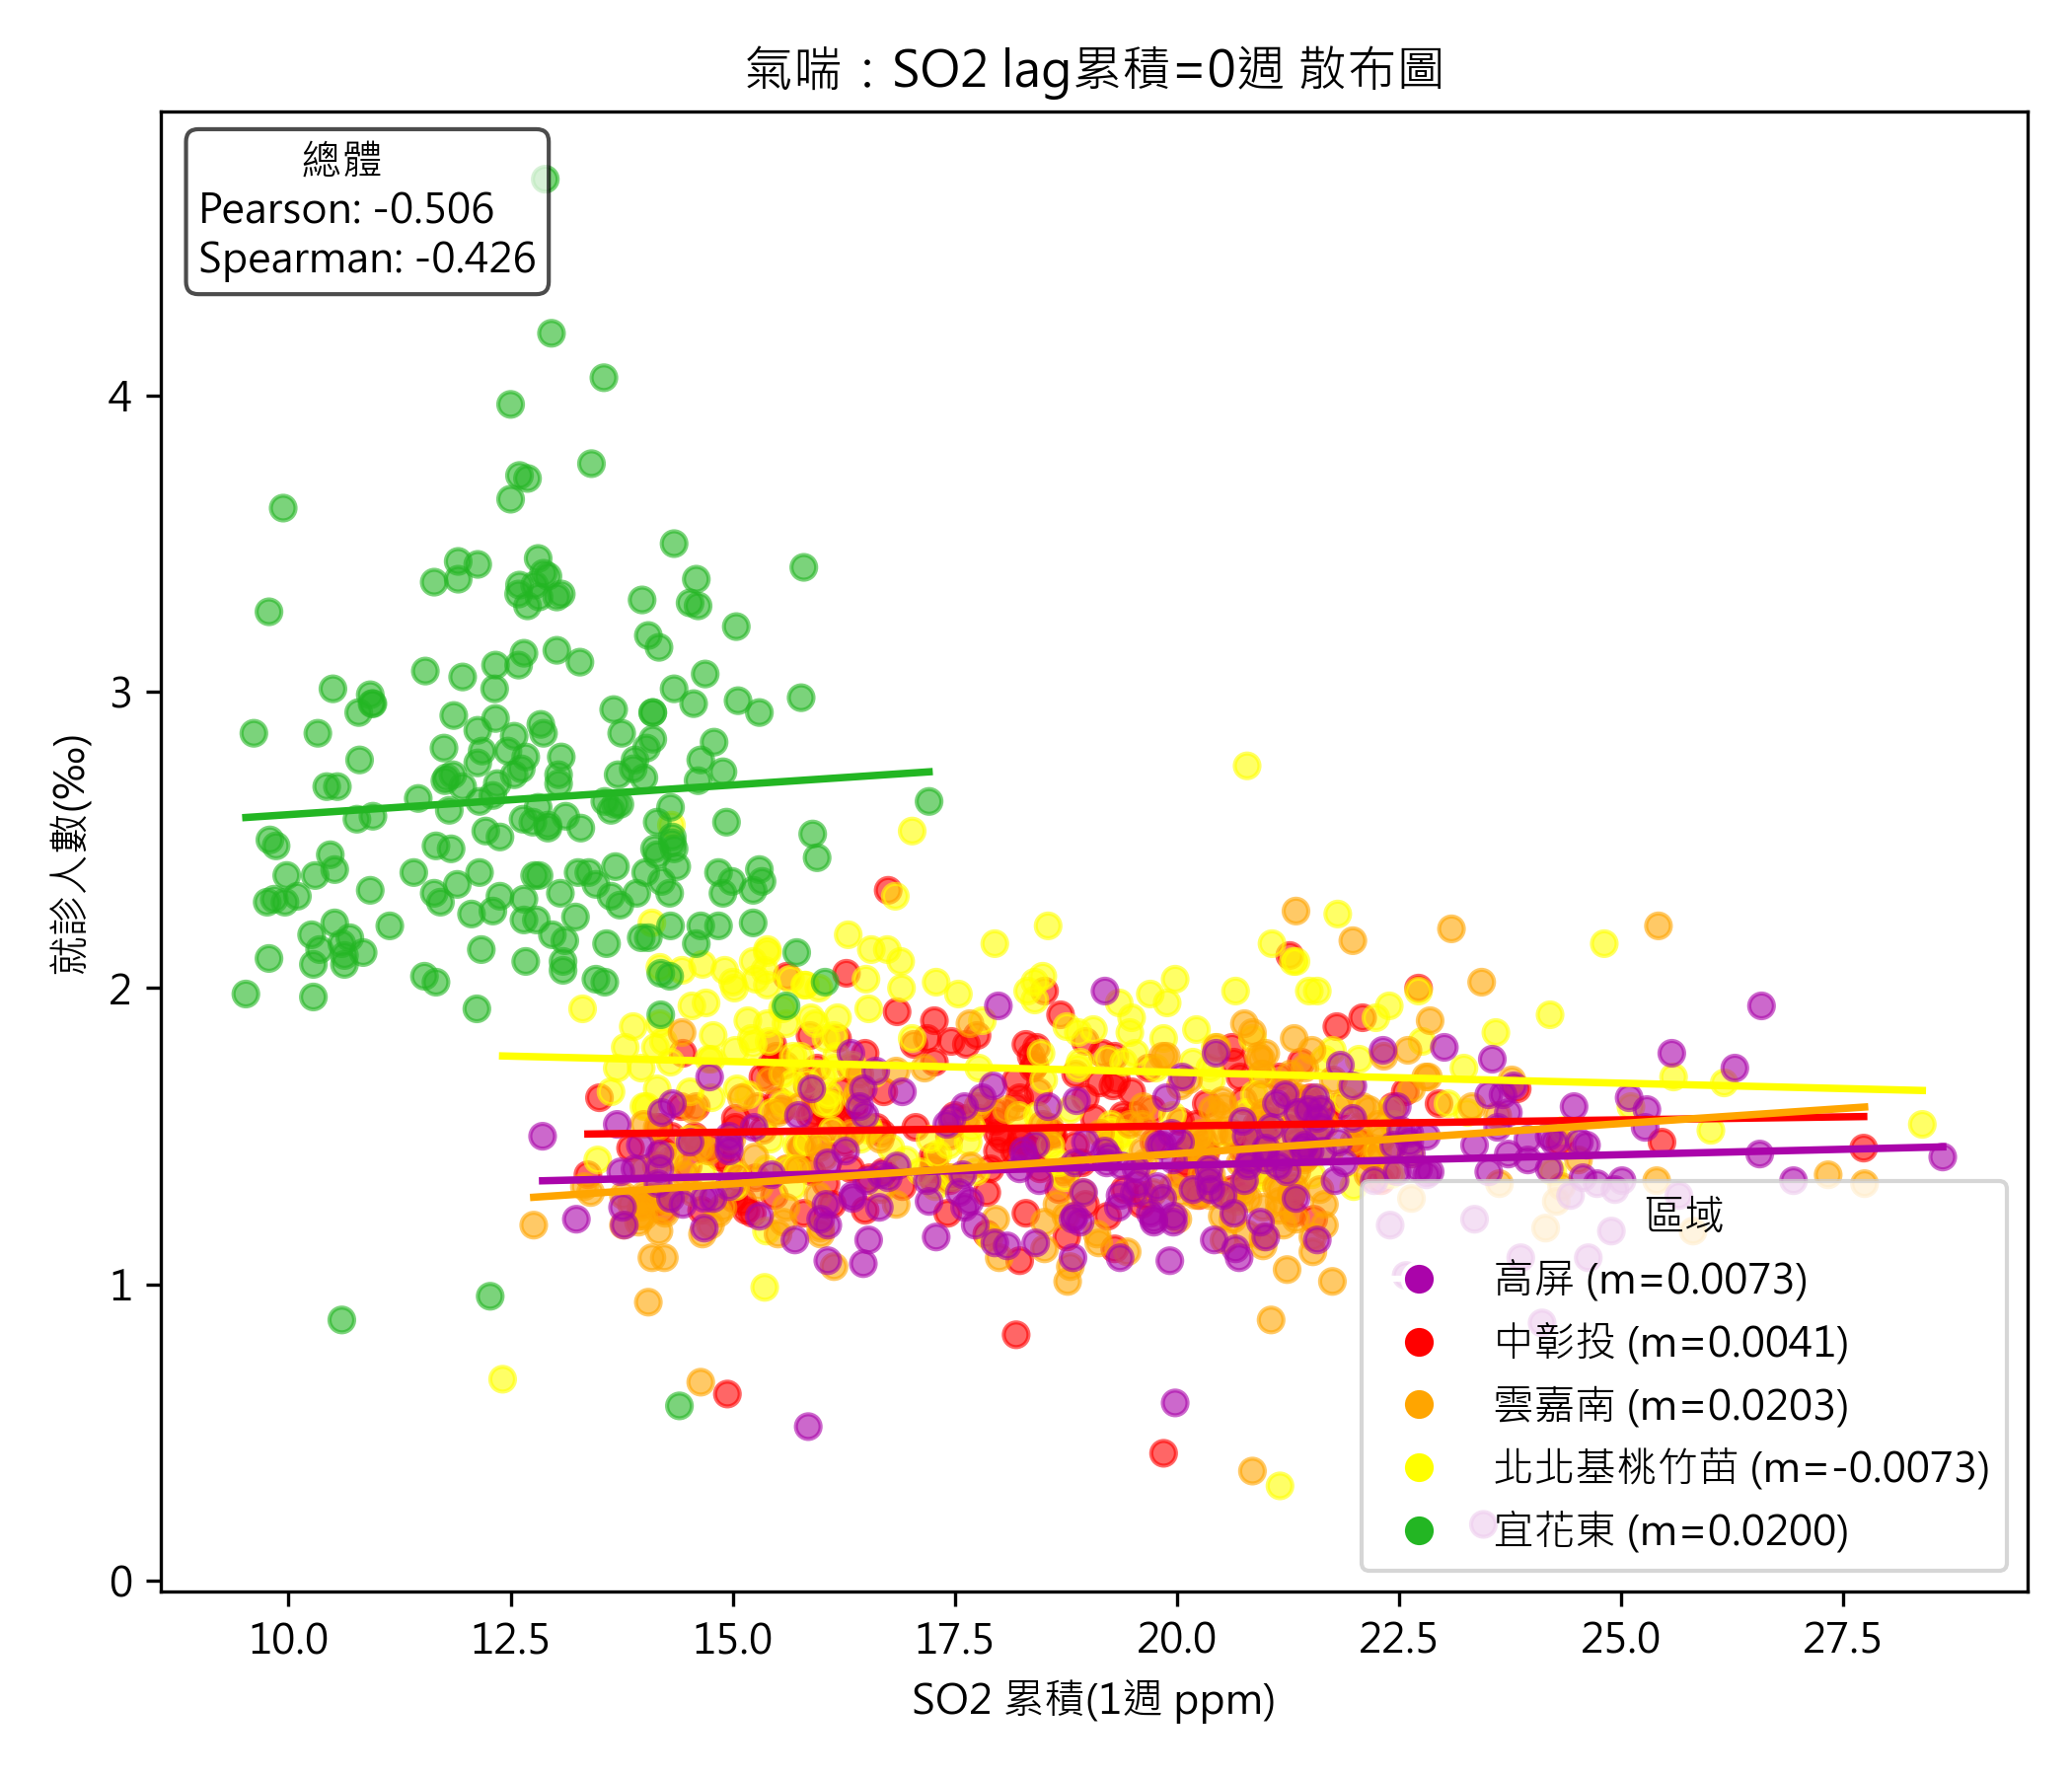 氣喘：SO2 lag累積=0週 散布圖
總體
Pearson: -0.506
Spearman: -0.426
就診人數(‰)
4
3
2
1
0
區域
高屏 (m=0.0073)
中彰投 (m=0.0041)
雲嘉南 (m=0.0203)
北北基桃竹苗 (m=-0.0073)
宜花東 (m=0.0200)
10.0 12.5 15.0 17.5 20.0 22.5 25.0 27.5
SO2 累積(1週 ppm)